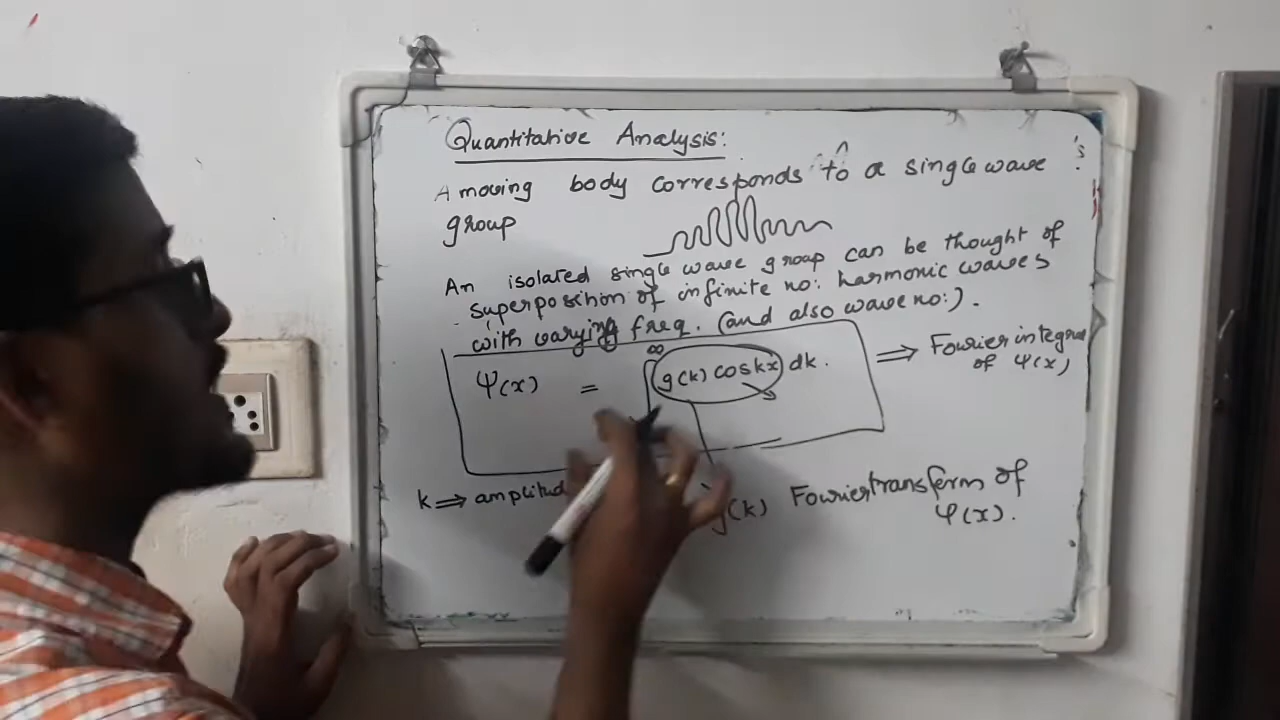 Quantitative Analysis:
A moving body corresponds to a single wave
group
An isolated single wave group can be thought of
superposition of infinite no: harmonic waves
with varying freq. (and also wave no:).
Ψ(x) = ∫ ∞ g(k) cos kx dk. ⟹ Fourier integral
of Ψ(x)
k ⟹ amplitud
g(k) Fourier transform of
Ψ(x).